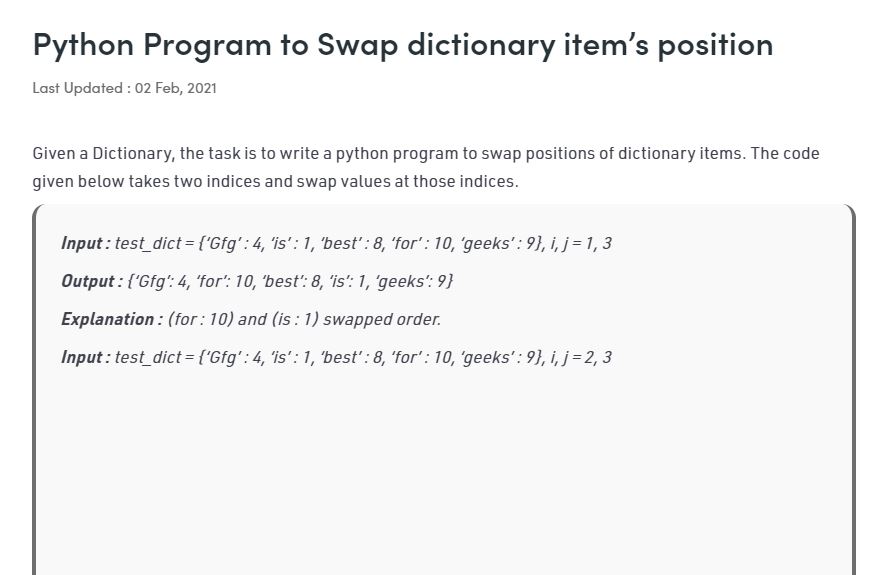 Python Program to Swap dictionary item’s position
Last Updated : 02 Feb, 2021
Given a Dictionary, the task is to write a python program to swap positions of dictionary items. The code
given below takes two indices and swap values at those indices.
Input : test_dict = {‘Gfg’ : 4, ‘is’ : 1, ‘best’ : 8, ‘for’ : 10, ‘geeks’ : 9}, i, j = 1, 3
Output : {‘Gfg’: 4, ‘for’: 10, ‘best’: 8, ‘is’: 1, ‘geeks’: 9}
Explanation : (for : 10) and (is : 1) swapped order.
Input : test_dict = {‘Gfg’ : 4, ‘is’ : 1, ‘best’ : 8, ‘for’ : 10, ‘geeks’ : 9}, i, j = 2, 3